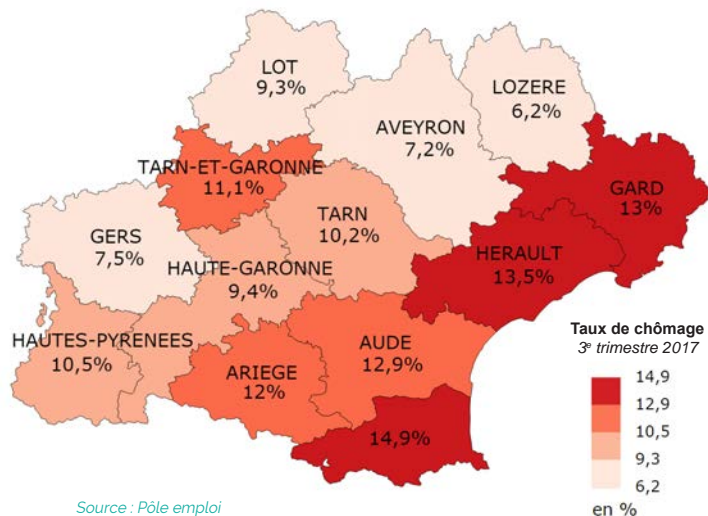 LOT
9,3%
LOZERE
6,2%
AVEYRON
7,2%
TARN-ET-GARONNE
11,1%
GARD
13%
TARN
10,2%
GERS
7,5%
HERAULT
13,5%
HAUTE-GARONNE
9,4%
HAUTES-PYRENEES
10,5%
AUDE
12,9%
ARIEGE
12%
14,9%
Taux de chômage
3e trimestre 2017
14,9
12,9
10,5
9,3
6,2
en %
Source : Pôle emploi